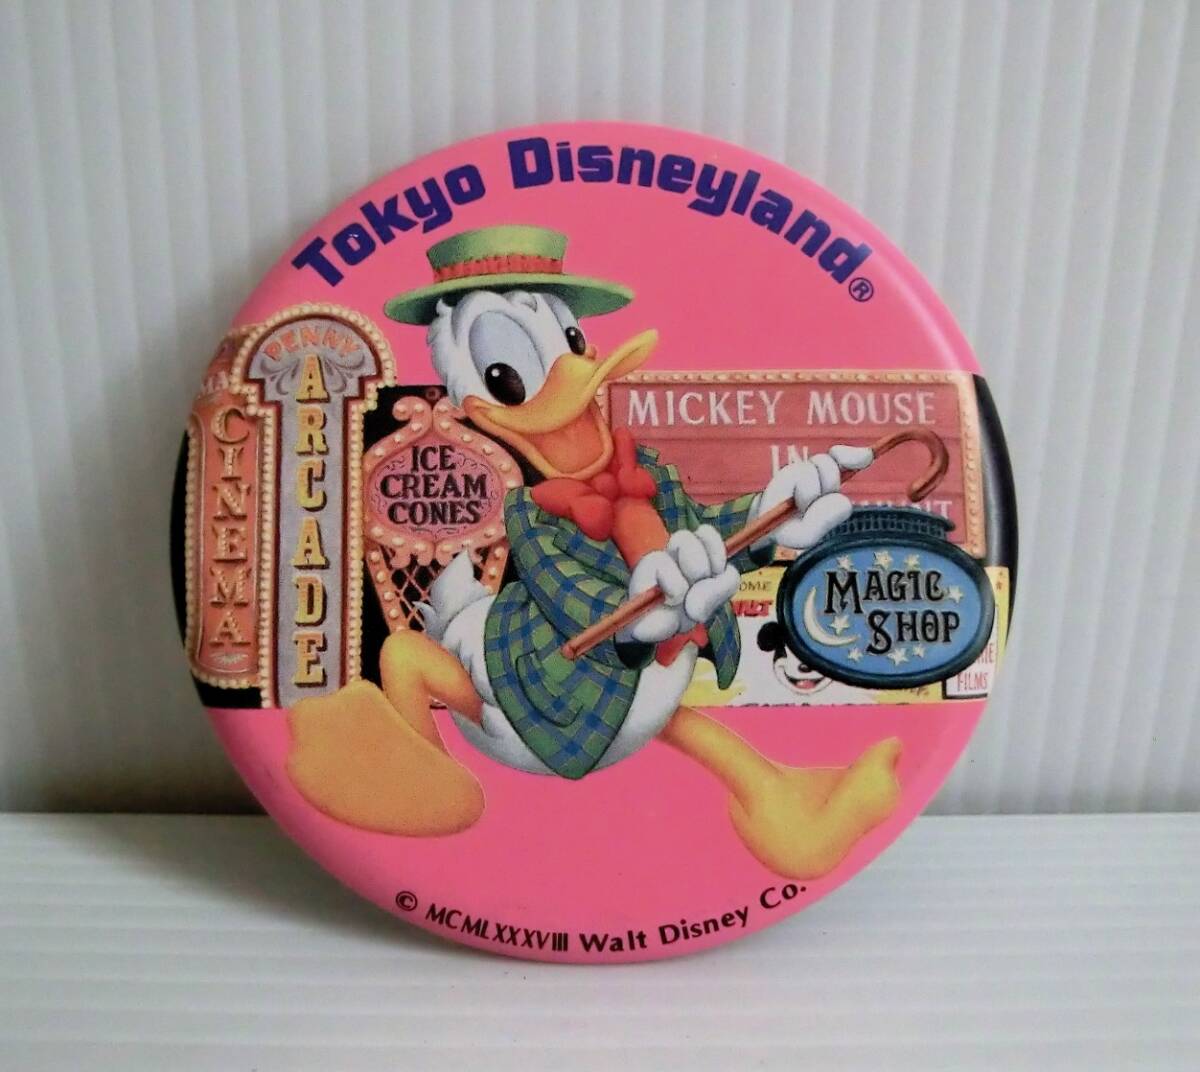 Tokyo Disneyland®
PENNY
ARCADE
CINEMA
ICE
CREAM
CONES
MICKEY MOUSE
IN
MAGIC
SHOP
FILMS
© MCMLXXXVIII Walt Disney Co.